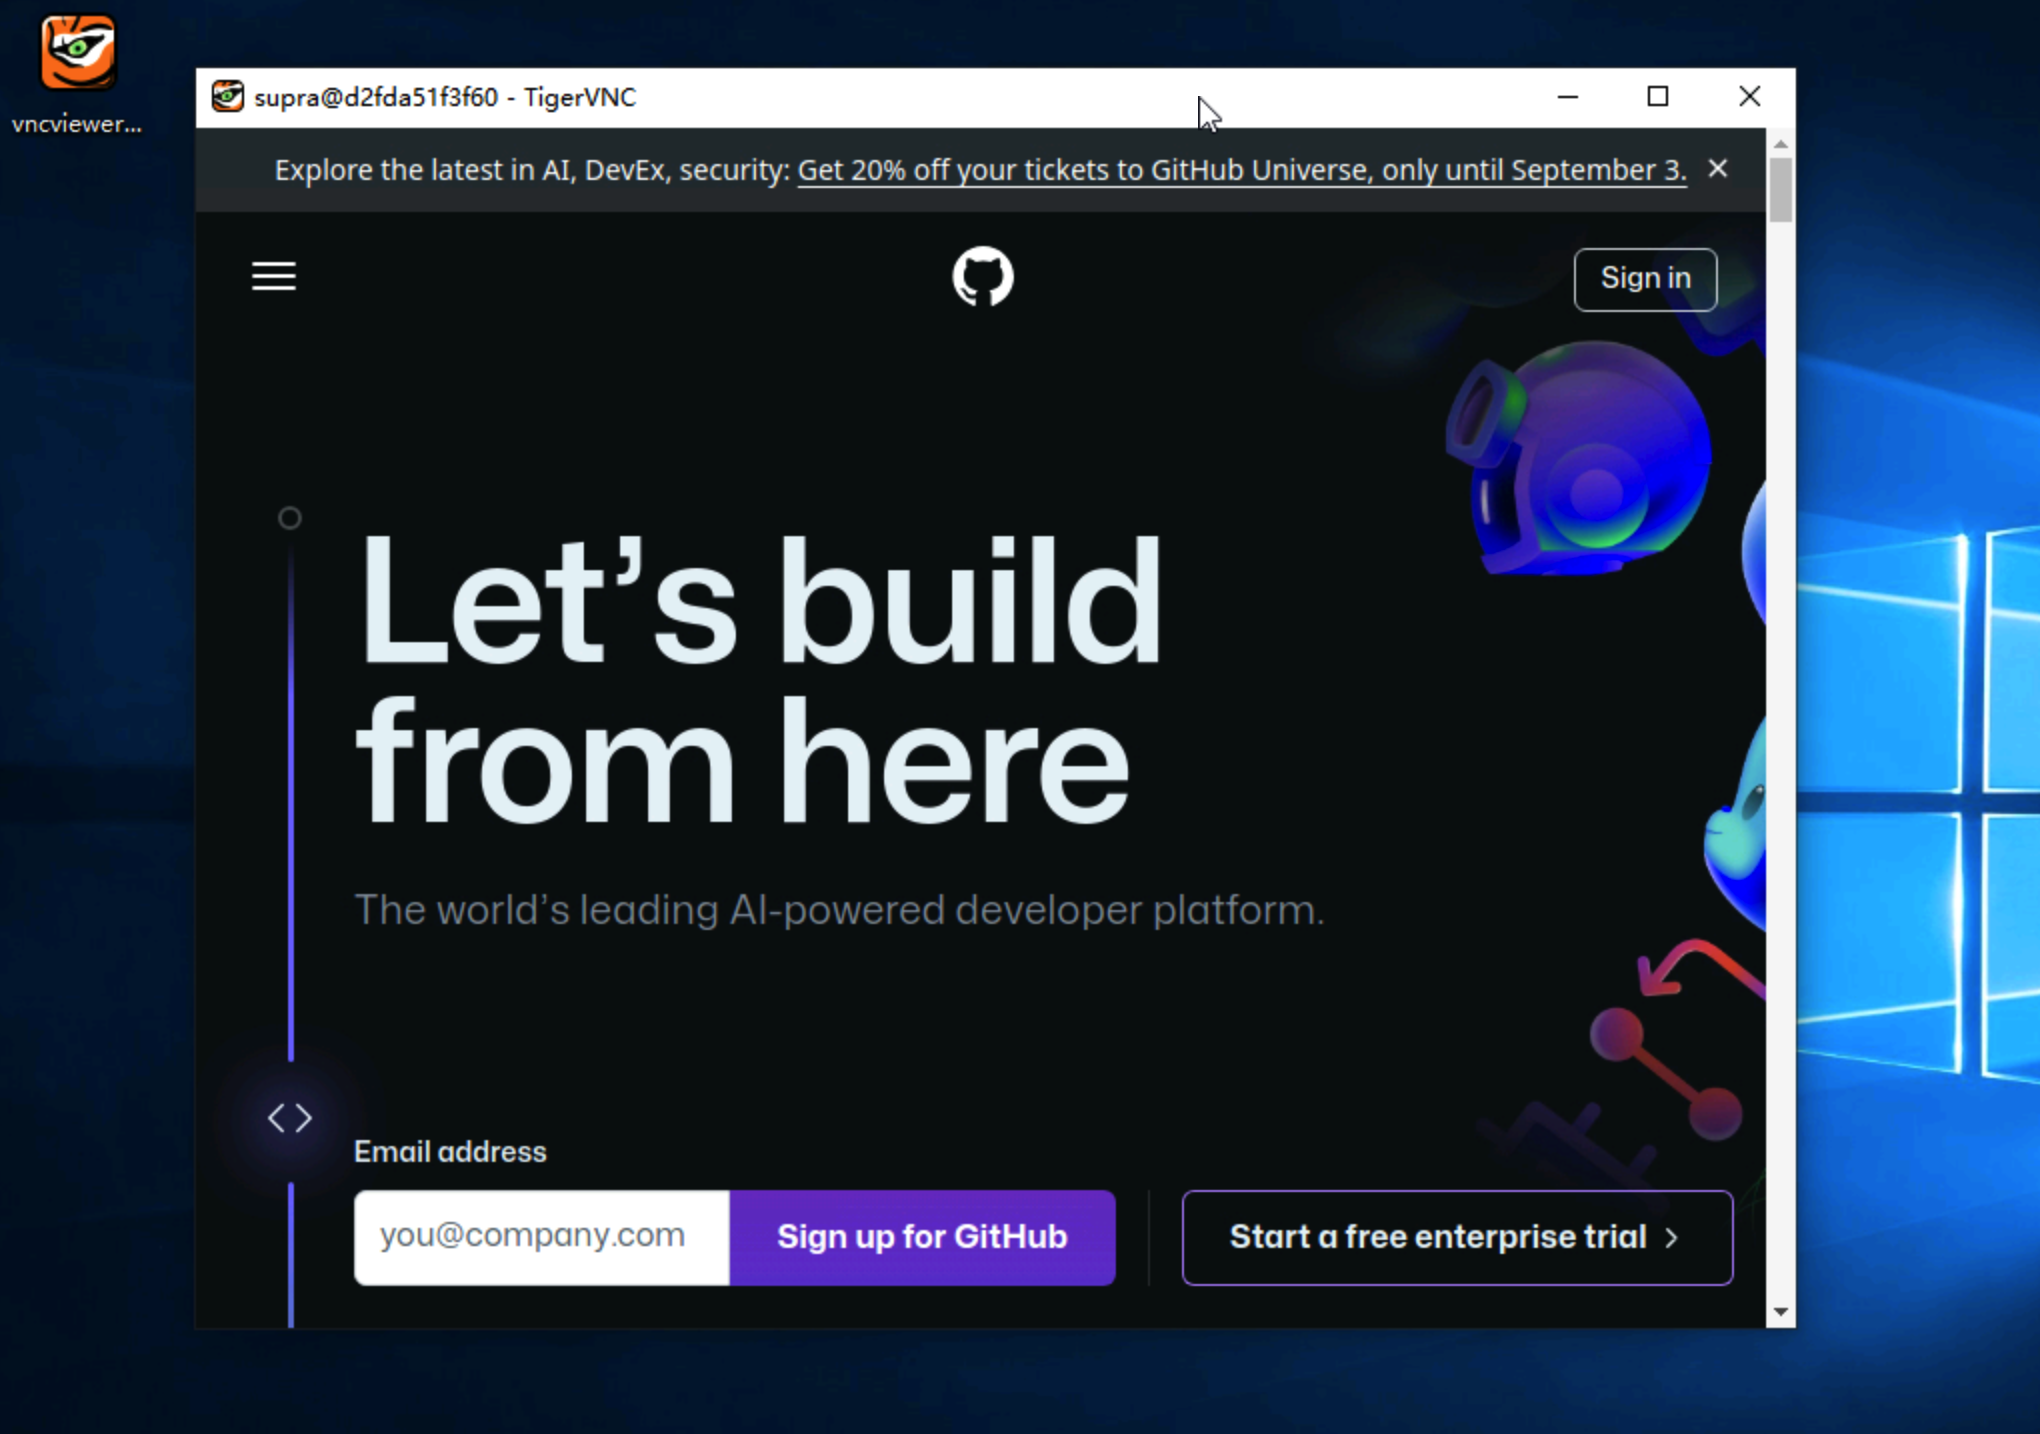 vncviewer...
supra@d2fda51f3f60 - TigerVNC
Explore the latest in AI, DevEx, security: Get 20% off your tickets to GitHub Universe, only until September 3.
Sign in
Let’s build
from here
The world’s leading AI-powered developer platform.
Email address
you@company.com
Sign up for GitHub
Start a free enterprise trial